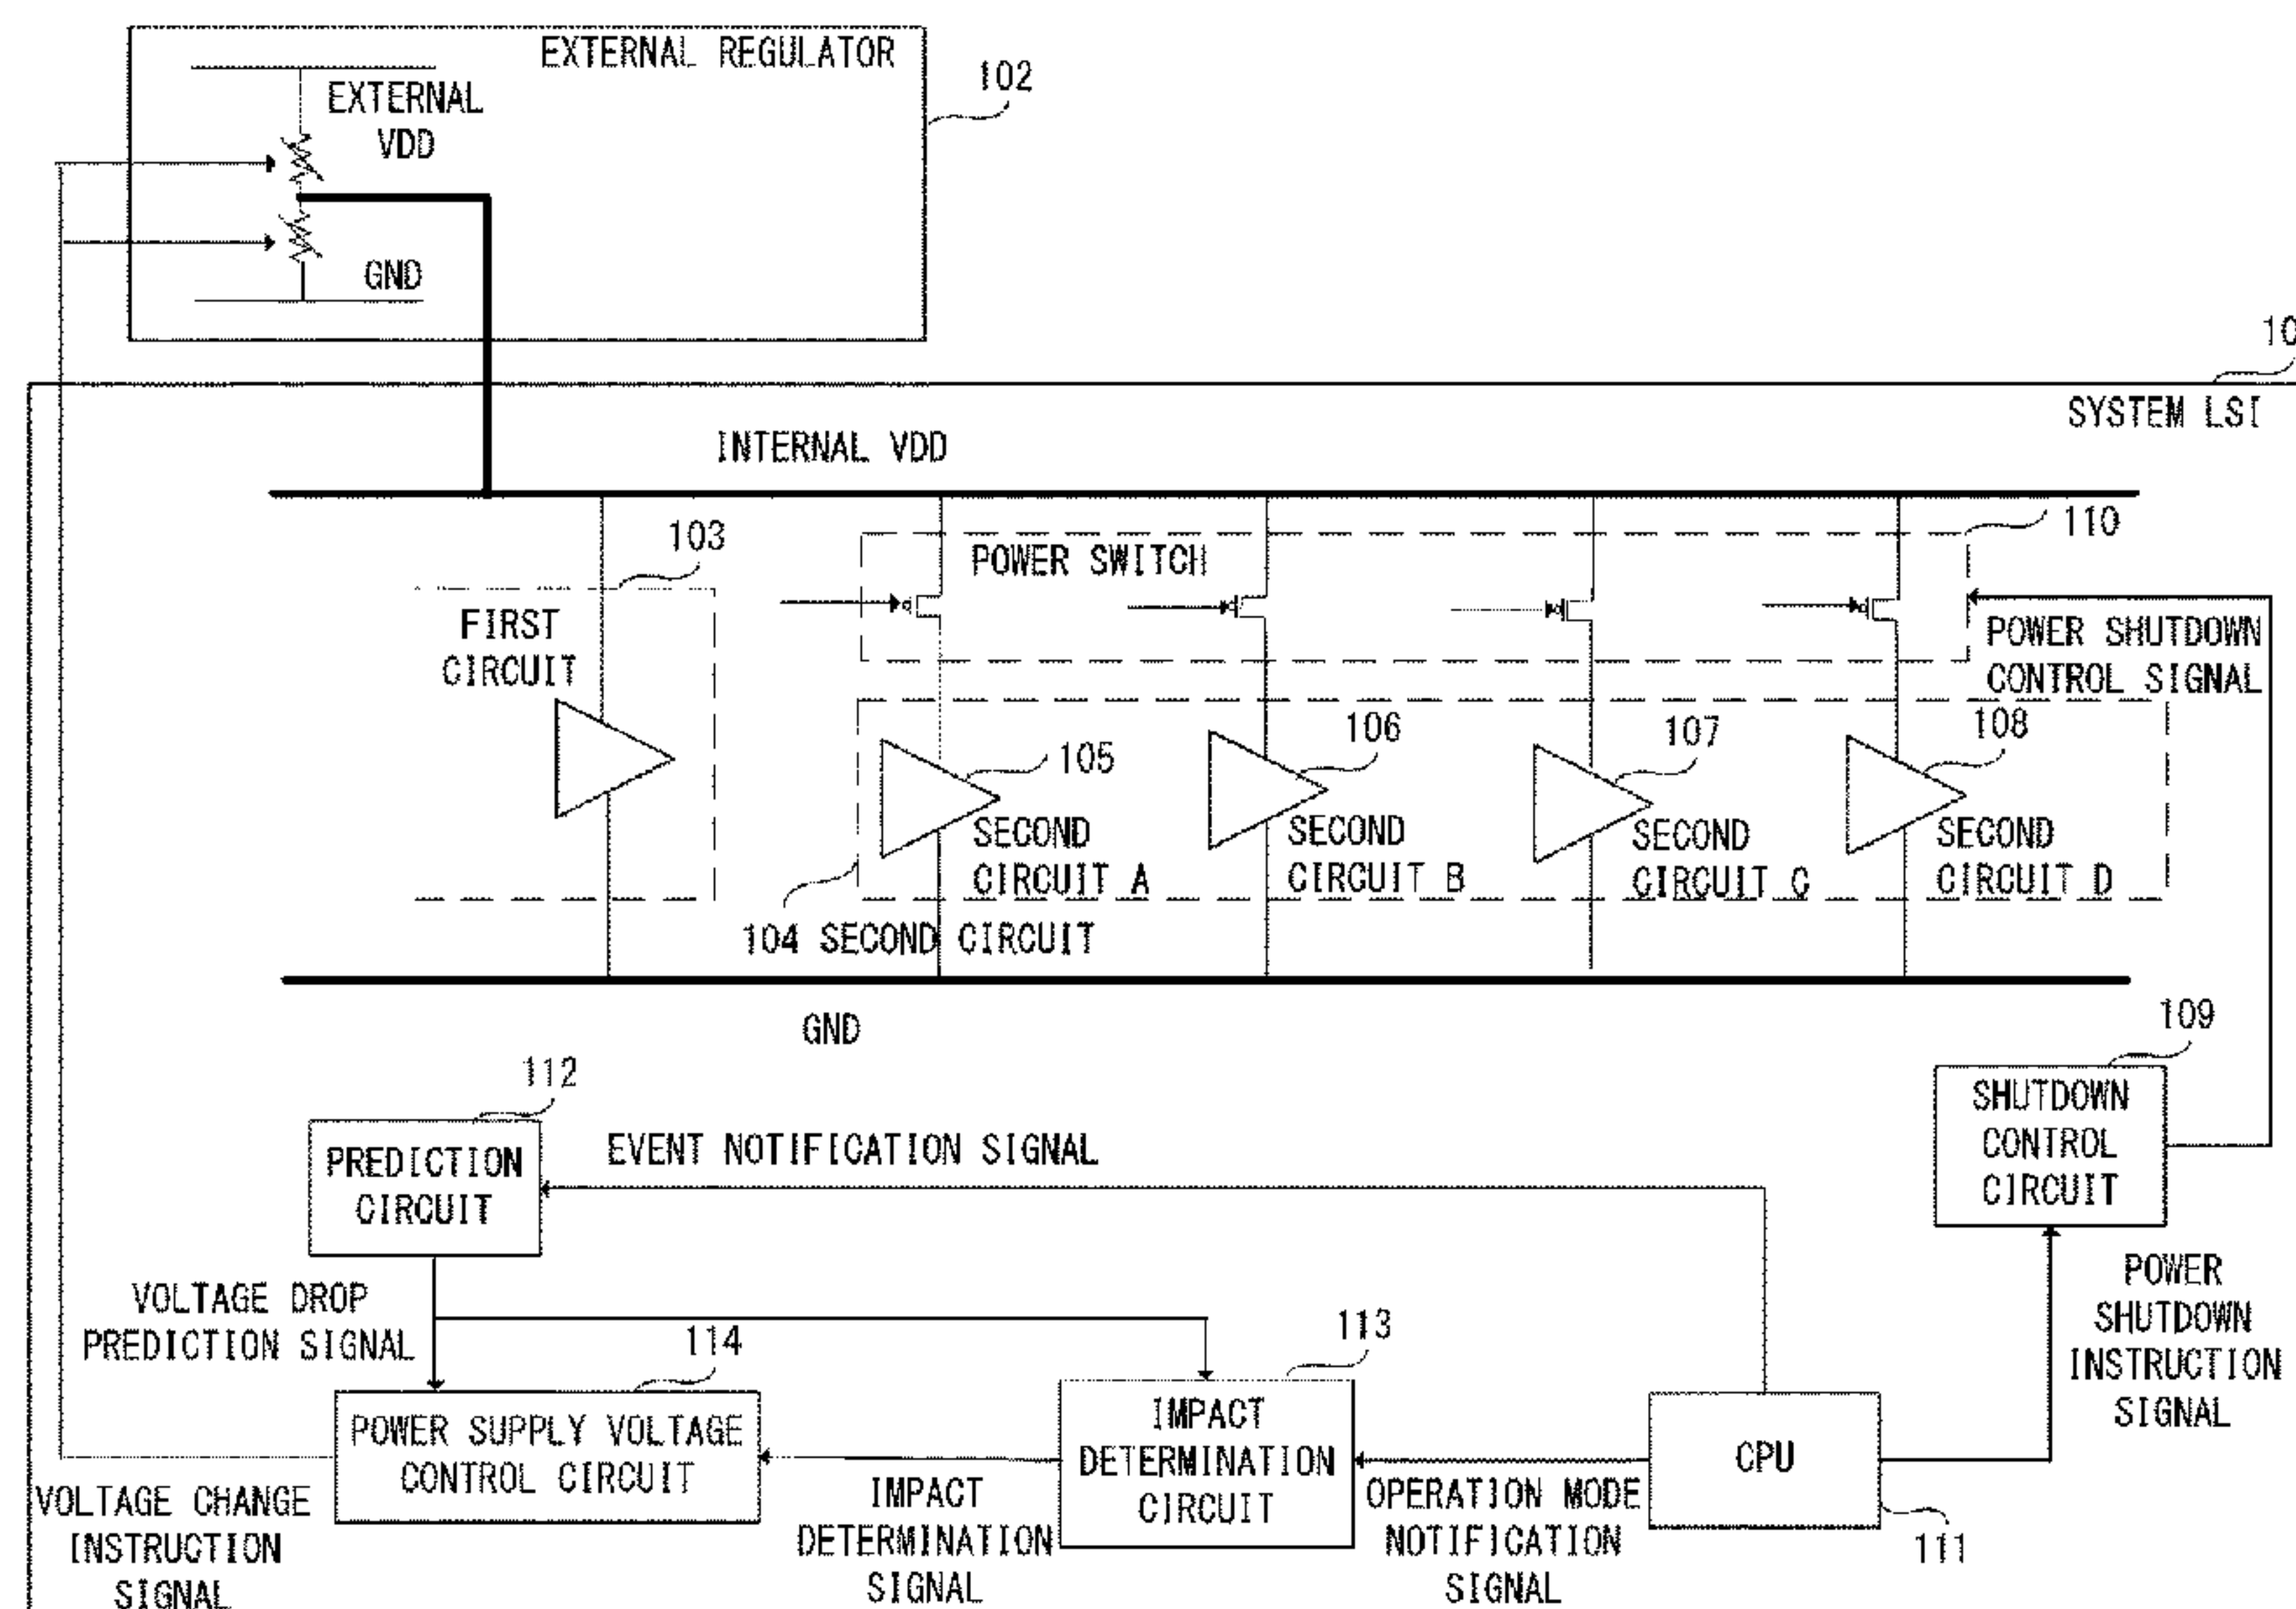 EXTERNAL REGULATOR
102
EXTERNAL
VDD
GND
10
SYSTEM LSI
INTERNAL VDD
103
110
POWER SWITCH
FIRST
CIRCUIT
POWER SHUTDOWN
CONTROL SIGNAL
105
106
107
108
SECOND
CIRCUIT A
SECOND
CIRCUIT B
SECOND
CIRCUIT C
SECOND
CIRCUIT D
104 SECOND CIRCUIT
GND
109
SHUTDOWN
CONTROL
CIRCUIT
112
PREDICTION
CIRCUIT
EVENT NOTIFICATION SIGNAL
VOLTAGE DROP
PREDICTION SIGNAL
POWER
SHUTDOWN
INSTRUCTION
SIGNAL
114
113
POWER SUPPLY VOLTAGE
CONTROL CIRCUIT
IMPACT
DETERMINATION
CIRCUIT
CPU
111
VOLTAGE CHANGE
INSTRUCTION
SIGNAL
IMPACT
DETERMINATION
SIGNAL
OPERATION MODE
NOTIFICATION
SIGNAL